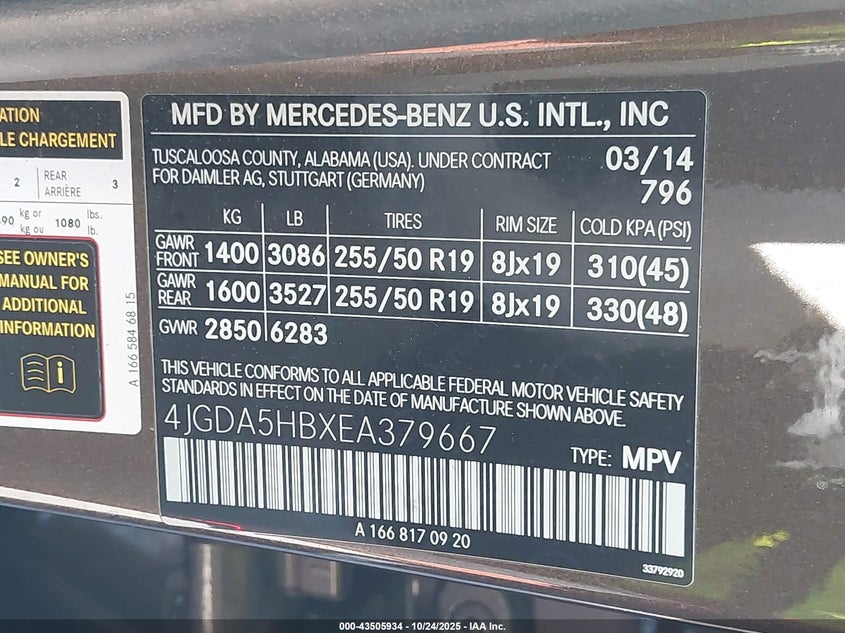 ATION
LE CHARGEMENT
2 REAR ARRIÈRE 3
90 kg or kg ou 1080 lbs. lb.
SEE OWNER'S
MANUAL FOR
ADDITIONAL
INFORMATION
A 166 584 68 15
MFD BY MERCEDES-BENZ U.S. INTL., INC
TUSCALOOSA COUNTY, ALABAMA (USA). UNDER CONTRACT
FOR DAIMLER AG, STUTTGART (GERMANY)
03/14
796
KG LB TIRES RIM SIZE COLD KPA (PSI)
GAWR FRONT 1400 3086 255/50 R19 8Jx19 310(45)
GAWR REAR 1600 3527 255/50 R19 8Jx19 330(48)
GVWR 2850 6283
THIS VEHICLE CONFORMS TO ALL APPLICABLE FEDERAL MOTOR VEHICLE SAFETY
STANDARDS IN EFFECT ON THE DATE OF MANUFACTURE SHOWN ABOVE.
4JGDA5HBXEA379667
TYPE: MPV
A 166 817 09 20
33792920
000-43505934 - 10/24/2025 - IAA Inc.